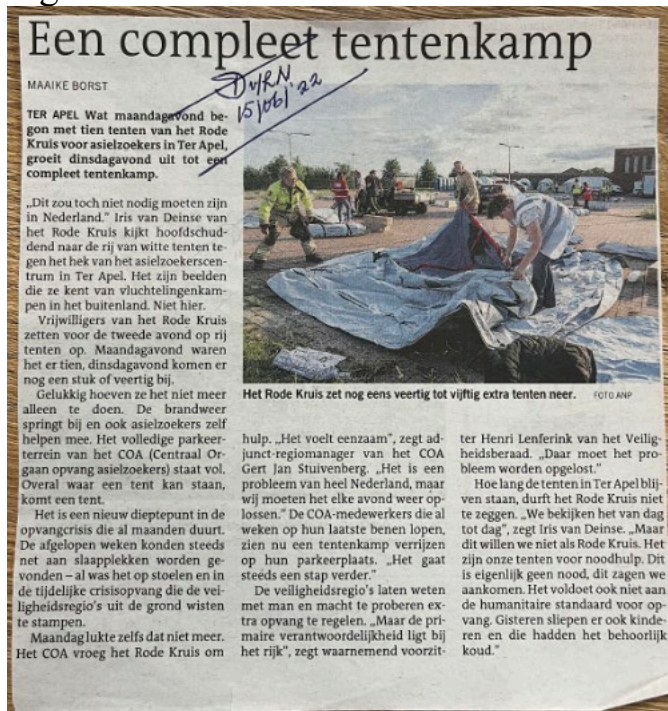 Een compleet tentenkamp
MAAIKE BORST
DvhN
15/06/'22
TER APEL Wat maandagavond be-
gon met tien tenten van het Rode
Kruis voor asielzoekers in Ter Apel,
groeit dinsdagavond uit tot een
compleet tentenkamp.
„Dit zou toch niet nodig moeten zijn
in Nederland.” Iris van Deinse van
het Rode Kruis kijkt hoofdschud-
dend naar de rij van witte tenten te-
gen het hek van het asielzoekerscen-
trum in Ter Apel. Het zijn beelden
die ze kent van vluchtelingenkam-
pen in het buitenland. Niet hier.
Vrijwilligers van het Rode Kruis
zetten voor de tweede avond op rij
tenten op. Maandagavond waren
het er tien, dinsdagavond komen er
nog een stuk of veertig bij.
Gelukkig hoeven ze het niet meer
alleen te doen. De brandweer
springt bij en ook asielzoekers zelf
helpen mee. Het volledige parkeer-
terrein van het COA (Centraal Or-
gaan opvang asielzoekers) staat vol.
Overal waar een tent kan staan,
komt een tent.
Het is een nieuw dieptepunt in de
opvangcrisis die al maanden duurt.
De afgelopen weken konden steeds
net aan slaapplekken worden ge-
vonden – al was het op stoelen en in
de tijdelijke crisisopvang die de vei-
ligheidsregio's uit de grond wisten
te stampen.
Maandag lukte zelfs dat niet meer.
Het COA vroeg het Rode Kruis om
Het Rode Kruis zet nog eens veertig tot vijftig extra tenten neer. FOTO ANP
hulp. „Het voelt eenzaam”, zegt ad-
junct-regiomanager van het COA
Gert Jan Stuivenberg. „Het is een
probleem van heel Nederland, maar
wij moeten het elke avond weer op-
lossen.” De COA-medewerkers die al
weken op hun laatste benen lopen,
zien nu een tentenkamp verrijzen
op hun parkeerplaats. „Het gaat
steeds een stap verder.”
De veiligheidsregio's laten weten
met man en macht te proberen ex-
tra opvang te regelen. „Maar de pri-
maire verantwoordelijkheid ligt bij
het rijk”, zegt waarnemend voorzit-
ter Henri Lenferink van het Veilig-
heidsberaad. „Daar moet het pro-
bleem worden opgelost.”
Hoe lang de tenten in Ter Apel blij-
ven staan, durft het Rode Kruis niet
te zeggen. „We bekijken het van dag
tot dag”, zegt Iris van Deinse. „Maar
dit willen we niet als Rode Kruis. Het
zijn onze tenten voor noodhulp. Dit
is eigenlijk geen nood, dit zagen we
aankomen. Het voldoet ook niet aan
de humanitaire standaard voor op-
vang. Gisteren sliepen er ook kinde-
ren en die hadden het behoorlijk
koud.”